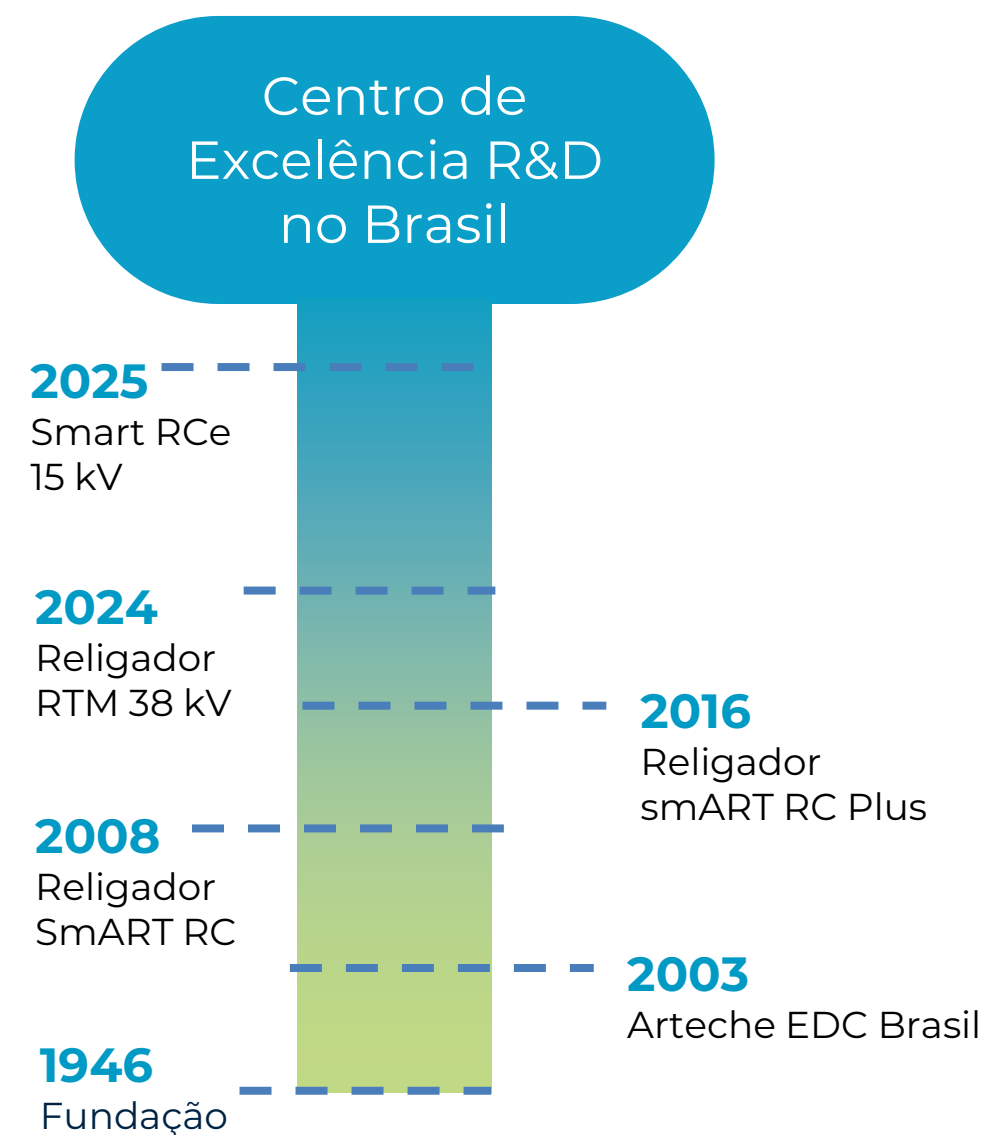 Centro de
Excelência R&D
no Brasil
2025
Smart RCe
15 kV
2024
Religador
RTM 38 kV
2016
Religador
smART RC Plus
2008
Religador
SmART RC
2003
Arteche EDC Brasil
1946
Fundação